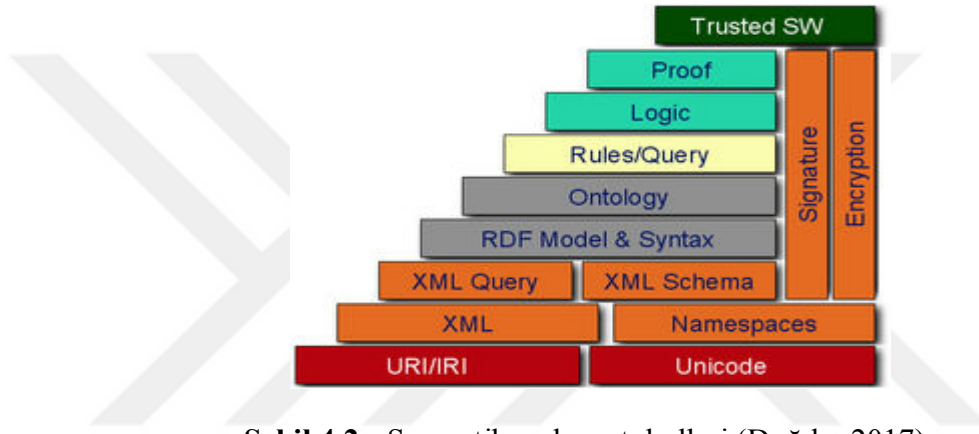 Trusted SW
Proof
Logic
Rules/Query
Ontology
RDF Model & Syntax
XML Query XML Schema
XML Namespaces
URI/IRI Unicode
Signature
Encryption